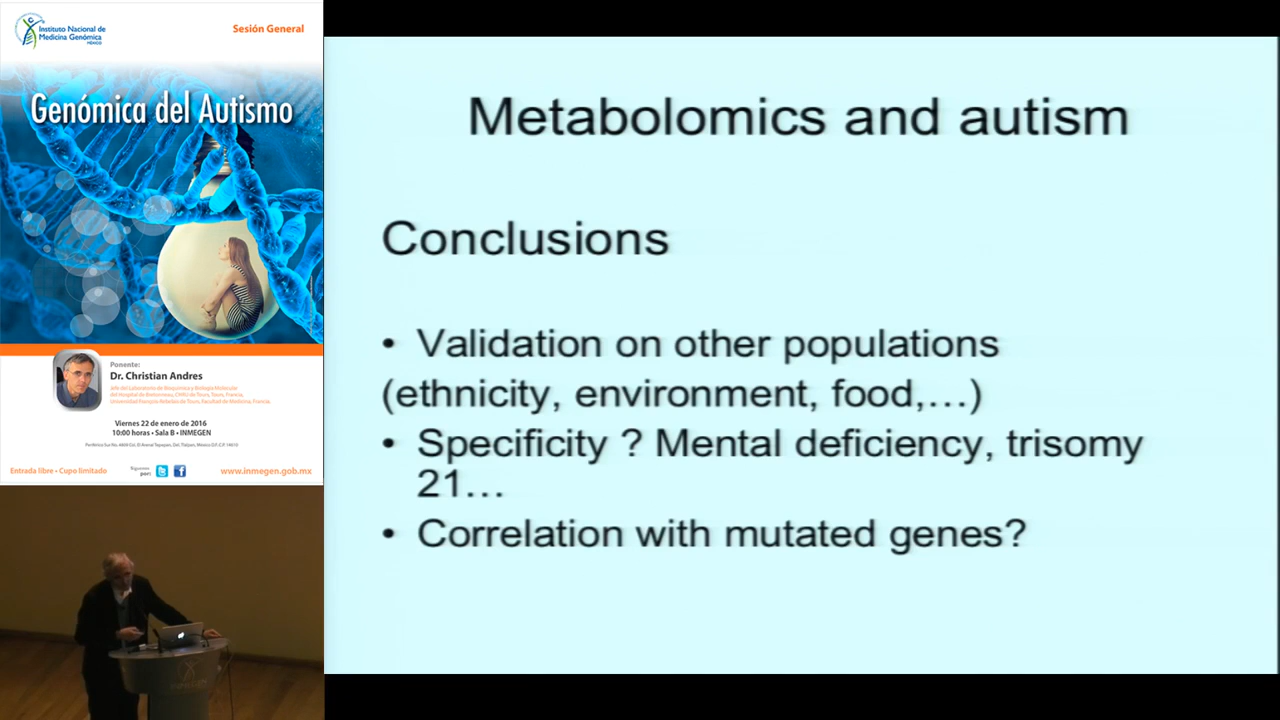 Instituto Nacional de
Medicina Genómica
MÉXICO
Sesión General
Genómica del Autismo
Ponente:
Dr. Christian Andres
Jefe del Laboratorio de Bioquímica y Biología Molecular
del Hospital de Bretonneau, CHRU de Tours, Tours, Francia.
Universidad François Rabelais de Tours, Facultad de Medicina, Francia.
Viernes 22 de enero de 2016
10:00 horas • Sala B • INMEGEN
Periférico Sur No. 4809 Col. El Arenal Tepepan, Del. Tlalpan, México D.F. C.P. 14610
Entrada libre • Cupo limitado
Síguenos
por:
www.inmegen.gob.mx
Metabolomics and autism
Conclusions
• Validation on other populations
(ethnicity, environment, food,…)
• Specificity ? Mental deficiency, trisomy
21…
• Correlation with mutated genes?